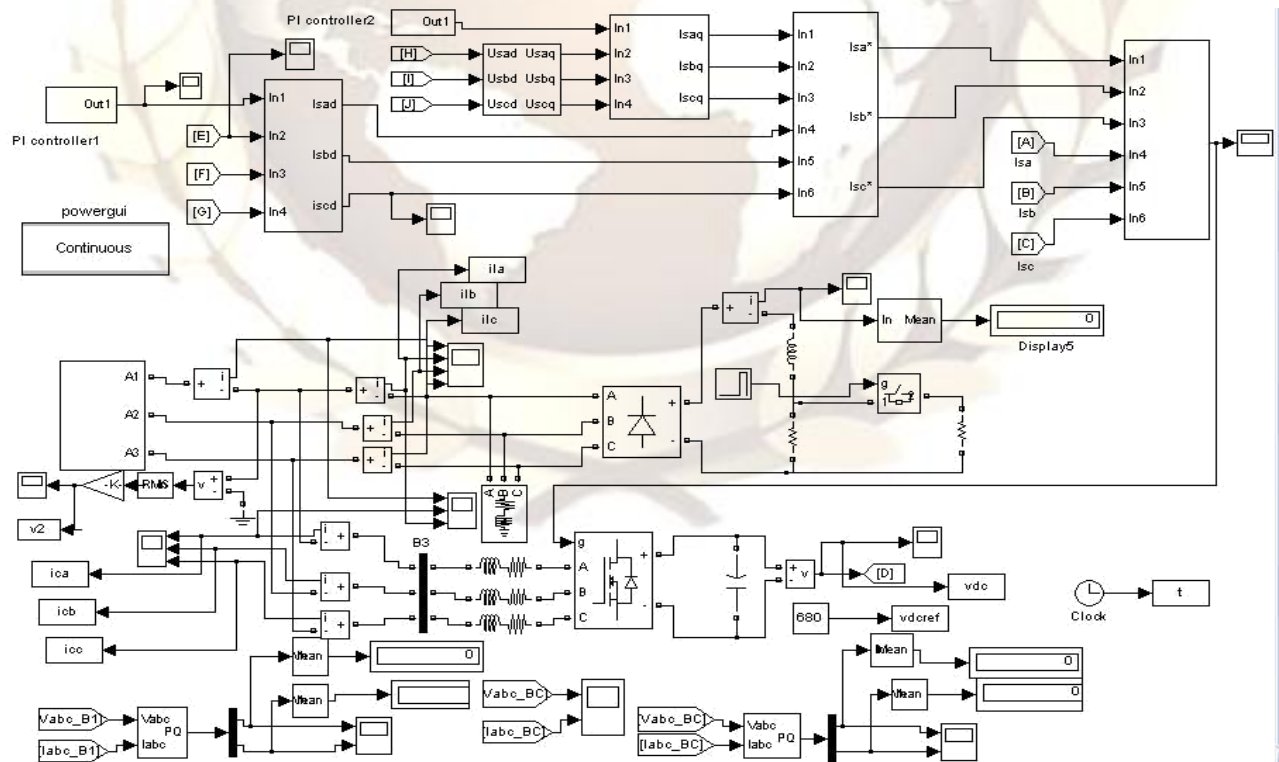 PI controller2
Out1
In1
In2
In3
In4
Isaq
Isbq
Iscq
[H]
[I]
[J]
Usad Usaq
Usbd Usbq
Uscd Uscq
In1
In2
In3
In4
In5
In6
Isa*
Isb*
Isc*
In1
In2
In3
In4
In5
In6
[A]
Isa
[B]
Isb
[C]
Isc
Out1
PI controller1
[E]
[F]
[G]
In1
In2
In3
In4
Isad
Isbd
iscd
powergui
Continuous
ila
ilb
ilc
+ i -
In Mean
0
Display5
A1
A2
A3
+ i -
+ i -
+ i -
+ i -
A
B
C
+
-
g
1 2
-K-
RMS
v + -
v2
A B C
i - +
i - +
i - +
B3
g
A
B
C
+
-
+ - v
[D]
vdc
680
vdcref
Clock
t
ica
icb
icc
Mean
0
Mean
[Vabc_B1]
[Iabc_B1]
Vabc
Iabc
PQ
[Vabc_BC]
[Iabc_BC]
[Vabc_BC]
[Iabc_BC]
Vabc
Iabc
PQ
Mean
0
Mean
0